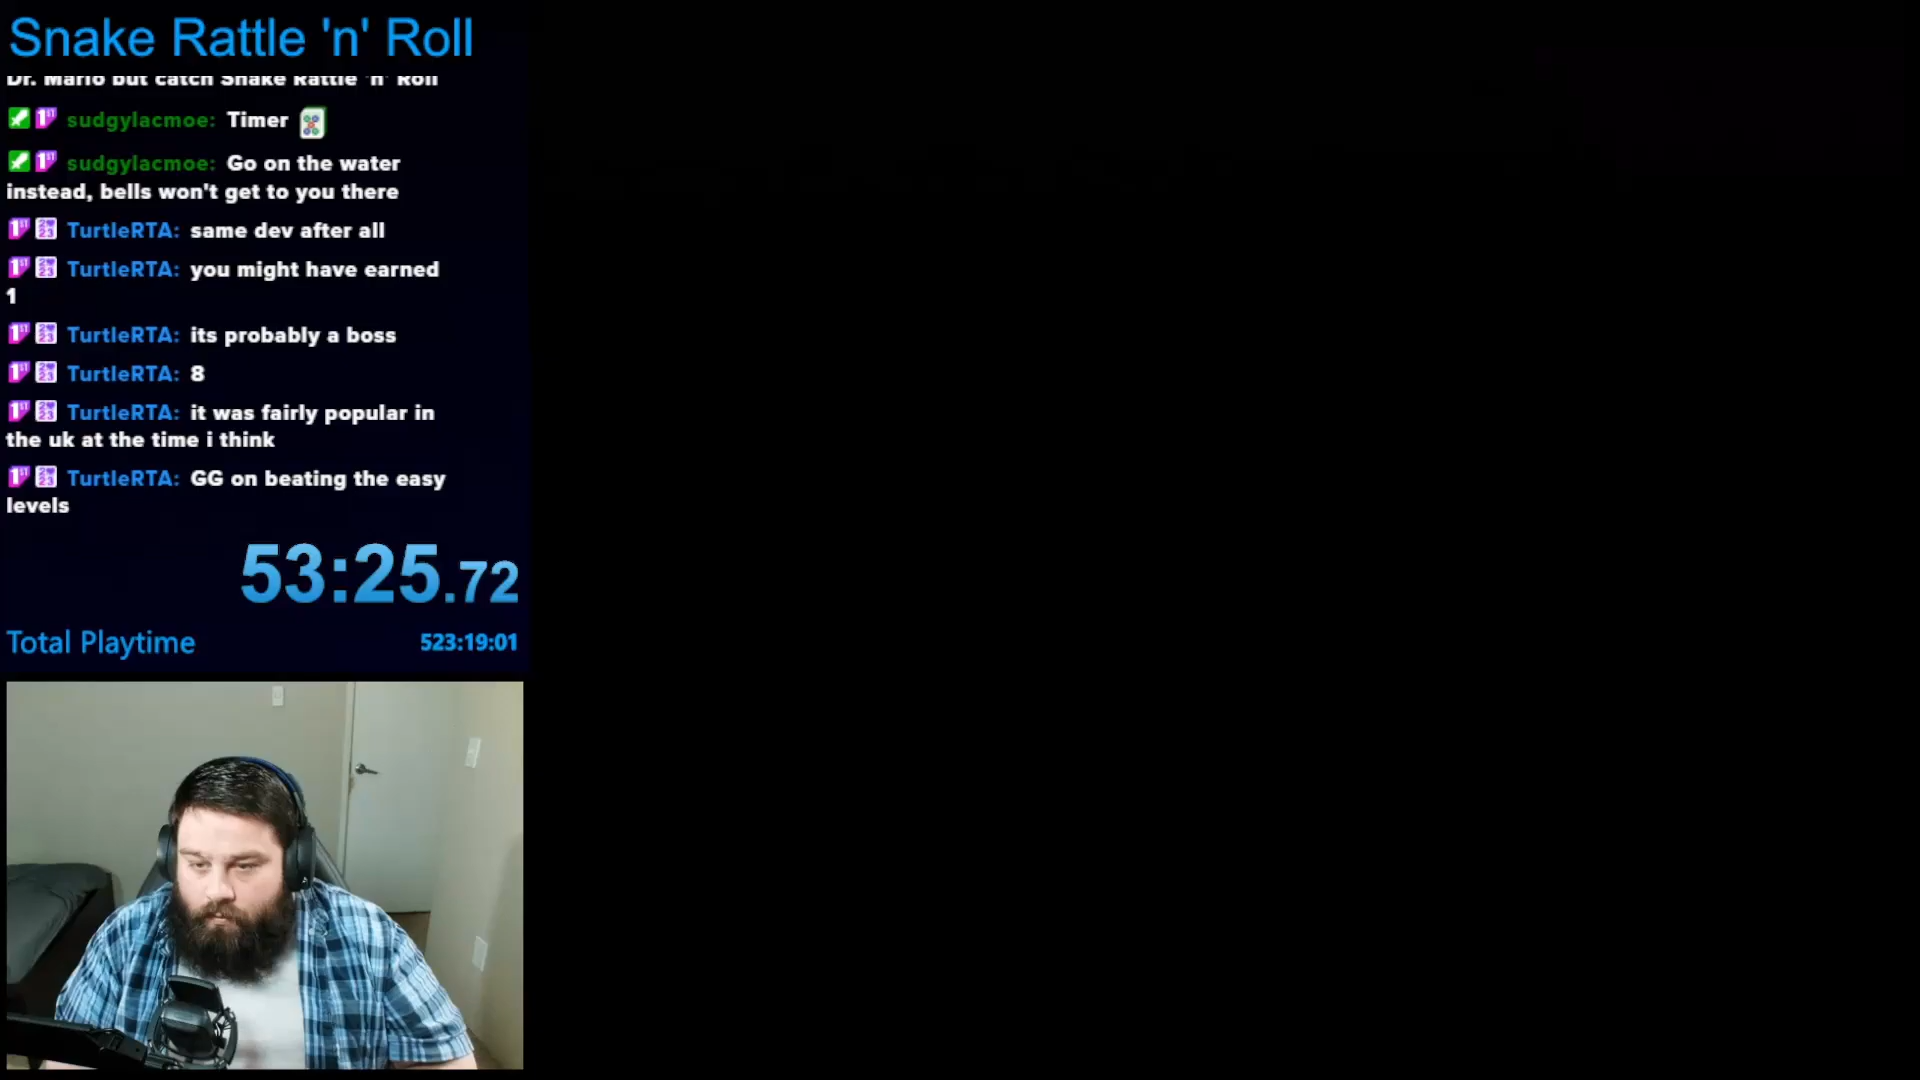 Snake Rattle 'n' Roll
Dr. Mario but catch Snake Rattle 'n' Roll
sudgylacmoe: Timer
sudgylacmoe: Go on the water
instead, bells won't get to you there
TurtleRTA: same dev after all
TurtleRTA: you might have earned
1
TurtleRTA: its probably a boss
TurtleRTA: 8
TurtleRTA: it was fairly popular in
the uk at the time i think
TurtleRTA: GG on beating the easy
levels
53:25.72
Total Playtime 523:19:01